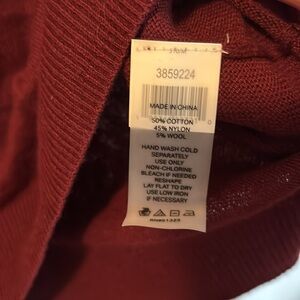 3859224
MADE IN CHINA
50% COTTON
45% NYLON
5% WOOL
HAND WASH COLD
SEPARATELY
USE ONLY
NON-CHLORINE
BLEACH IF NEEDED
RESHAPE
LAY FLAT TO DRY
USE LOW IRON
IF NECESSARY